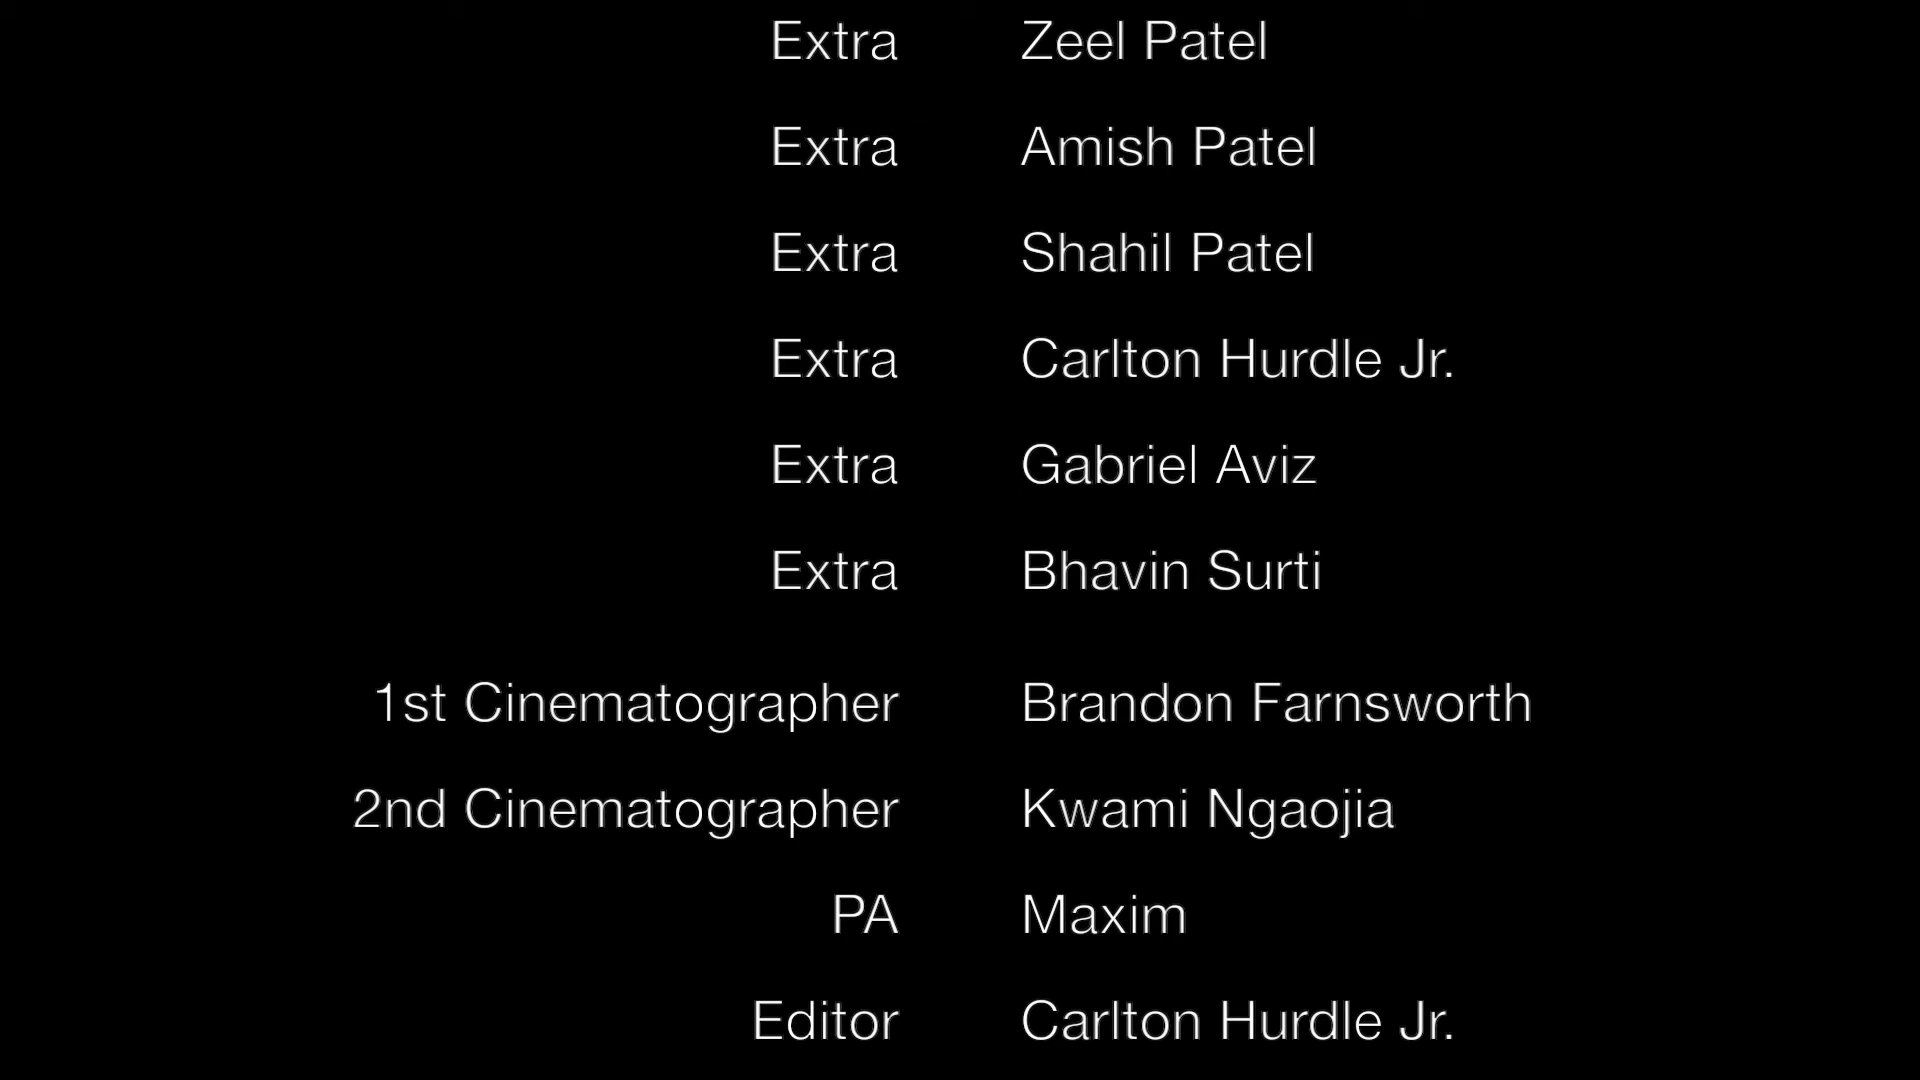 Extra Zeel Patel
Extra Amish Patel
Extra Shahil Patel
Extra Carlton Hurdle Jr.
Extra Gabriel Aviz
Extra Bhavin Surti
1st Cinematographer Brandon Farnsworth
2nd Cinematographer Kwami Ngaojia
PA Maxim
Editor Carlton Hurdle Jr.